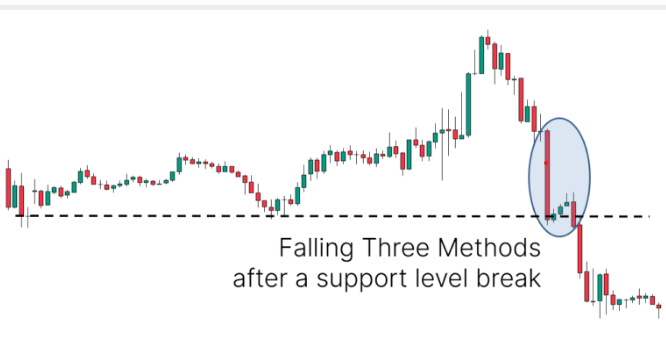 Falling Three Methods
after a support level break